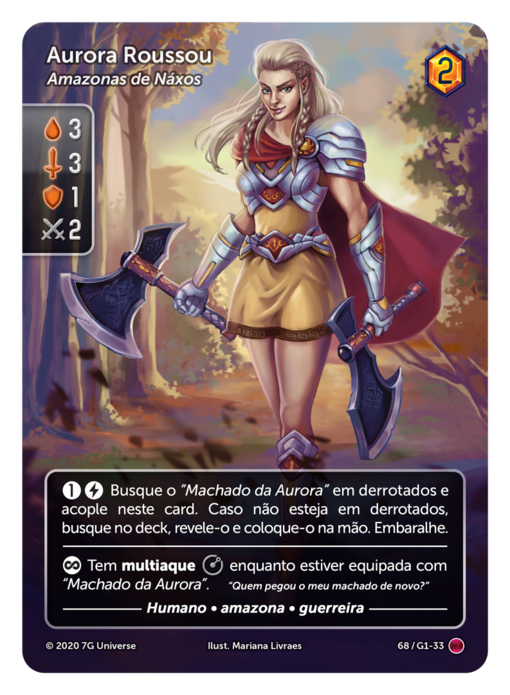 Aurora Roussou
Amazonas de Náxos
2
3
3
1
2
1 Busque o "Machado da Aurora" em derrotados e
acople neste card. Caso não esteja em derrotados,
busque no deck, revele-o e coloque-o na mão. Embaralhe.
∞ Tem multiaque enquanto estiver equipada com
"Machado da Aurora". "Quem pegou o meu machado de novo?"
Humano • amazona • guerreira
© 2020 7G Universe Ilust. Mariana Livraes 68 / G1-33